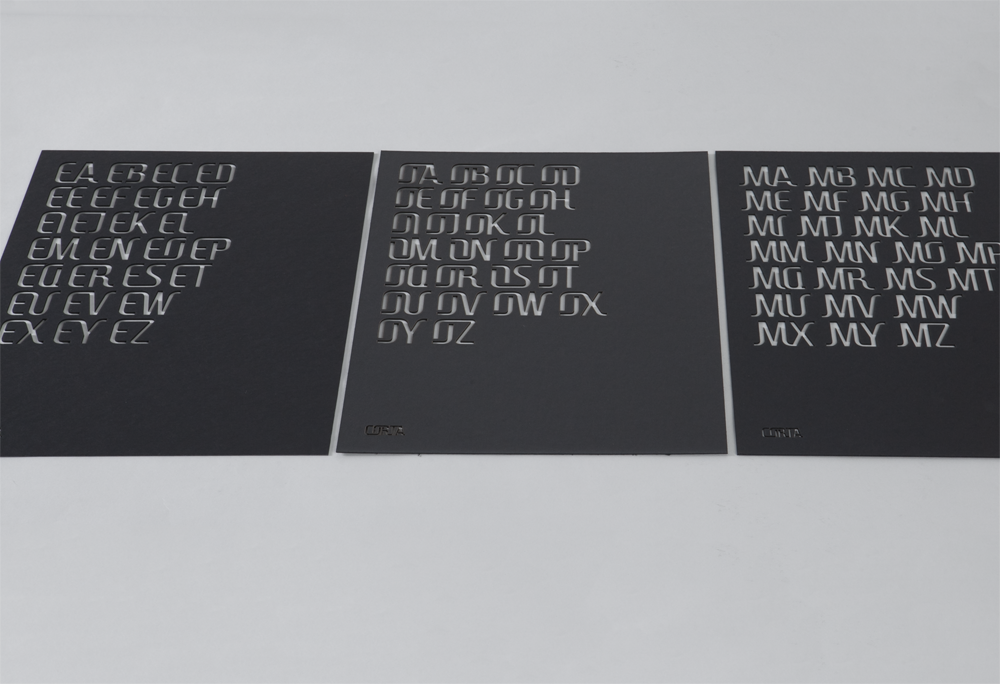 EA EB EC ED
EE EF EG EH
EI EJ EK EL
EM EN EO EP
EQ ER ES ET
EU EV EW
EX EY EZ
OA OB OC OD
OE OF OG OH
OI OJ OK OL
OM ON OO OP
OQ OR OS OT
OU OV OW OX
OY OZ
CORTA
MA MB MC MD
ME MF MG MH
MI MJ MK ML
MM MN MO MP
MQ MR MS MT
MU MV MW
MX MY MZ
CORTA